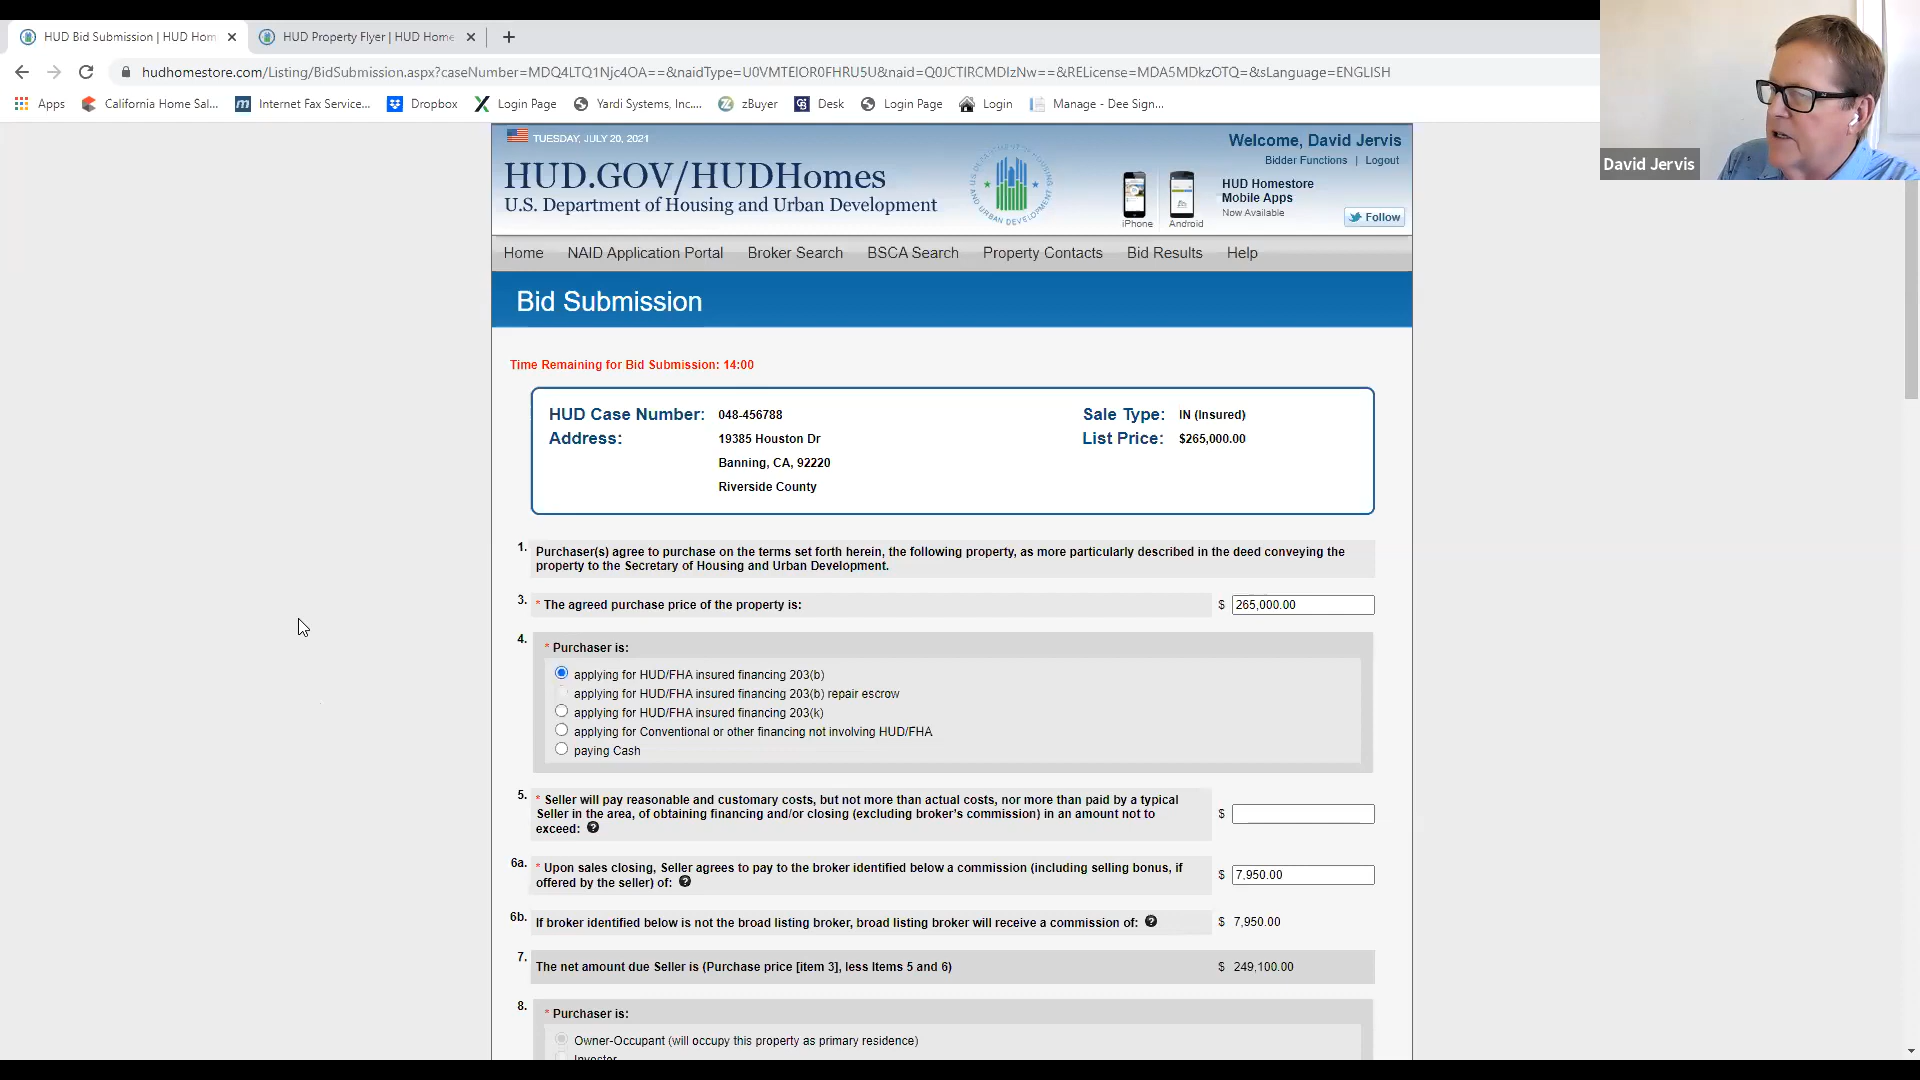 HUD Bid Submission | HUD Hom
HUD Property Flyer | HUD Home
hudhomestore.com/Listing/BidSubmission.aspx?caseNumber=MDQ4LTQ1Njc4OA==&naidType=U0VMTElOR0FHRU5U&naid=Q0JCTlRCMDIzNw==&RELicense=MDA5MDkzOTQ=&sLanguage=ENGLISH
Apps California Home Sal... Internet Fax Service... Dropbox Login Page Yardi Systems, Inc.... zBuyer Desk Login Page Login Manage - Dee Sign...
David Jervis
TUESDAY, JULY 20, 2021
Welcome, David Jervis
Bidder Functions | Logout
HUD.GOV/HUDHomes
U.S. Department of Housing and Urban Development
iPhone
Android
HUD Homestore
Mobile Apps
Now Available
Follow
Home NAID Application Portal Broker Search BSCA Search Property Contacts Bid Results Help
Bid Submission
Time Remaining for Bid Submission: 14:00
HUD Case Number: 048-456788
Sale Type: IN (Insured)
Address: 19385 Houston Dr
List Price: $265,000.00
Banning, CA, 92220
Riverside County
1. Purchaser(s) agree to purchase on the terms set forth herein, the following property, as more particularly described in the deed conveying the
property to the Secretary of Housing and Urban Development.
3. * The agreed purchase price of the property is: $ 265,000.00
4. * Purchaser is:
applying for HUD/FHA insured financing 203(b)
applying for HUD/FHA insured financing 203(b) repair escrow
applying for HUD/FHA insured financing 203(k)
applying for Conventional or other financing not involving HUD/FHA
paying Cash
5. * Seller will pay reasonable and customary costs, but not more than actual costs, nor more than paid by a typical
Seller in the area, of obtaining financing and/or closing (excluding broker's commission) in an amount not to $
exceed: ?
6a. * Upon sales closing, Seller agrees to pay to the broker identified below a commission (including selling bonus, if
offered by the seller) of: ? $ 7,950.00
6b. If broker identified below is not the broad listing broker, broad listing broker will receive a commission of: ? $ 7,950.00
7. The net amount due Seller is (Purchase price [item 3], less Items 5 and 6) $ 249,100.00
8. * Purchaser is:
Owner-Occupant (will occupy this property as primary residence)
Investor